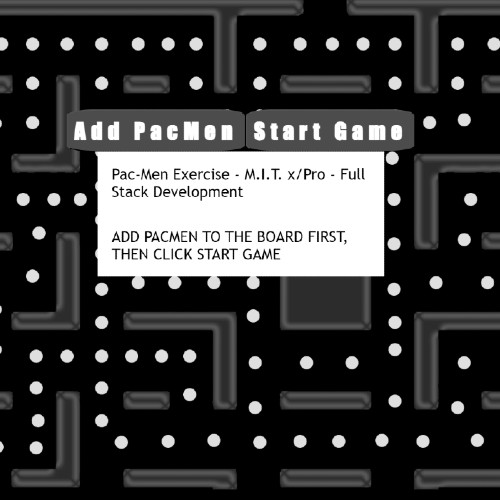 Add PacMen Start Game
Pac-Men Exercise - M.I.T. x/Pro - Full
Stack Development
ADD PACMEN TO THE BOARD FIRST,
THEN CLICK START GAME